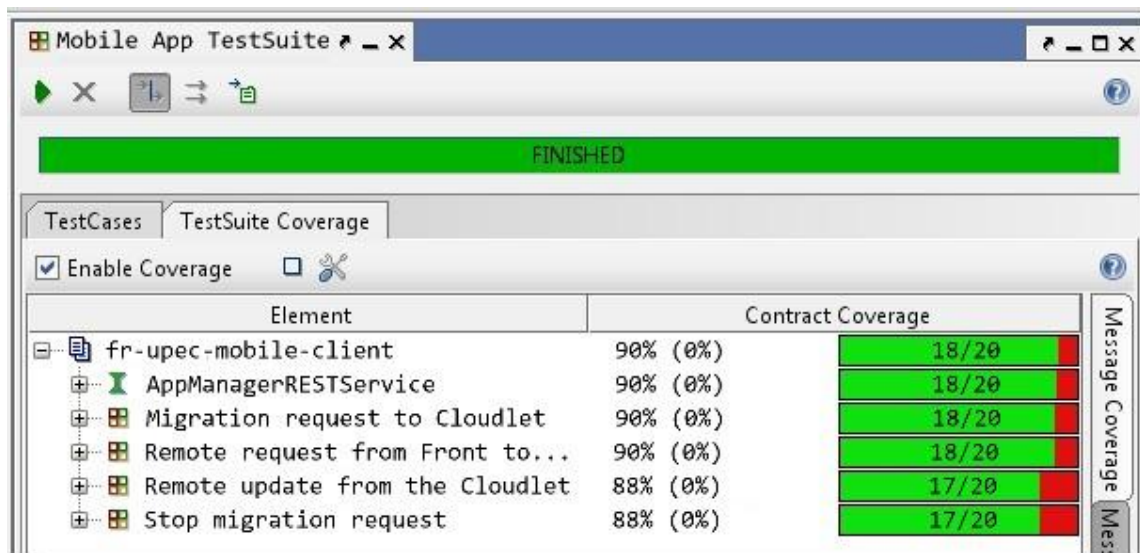 Mobile App TestSuite
FINISHED
TestCases TestSuite Coverage
Enable Coverage
Element Contract Coverage
fr-upec-mobile-client 90% (0%) 18/20
AppManagerRESTService 90% (0%) 18/20
Migration request to Cloudlet 90% (0%) 18/20
Remote request from Front to... 90% (0%) 18/20
Remote update from the Cloudlet 88% (0%) 17/20
Stop migration request 88% (0%) 17/20
Message Coverage
Mes